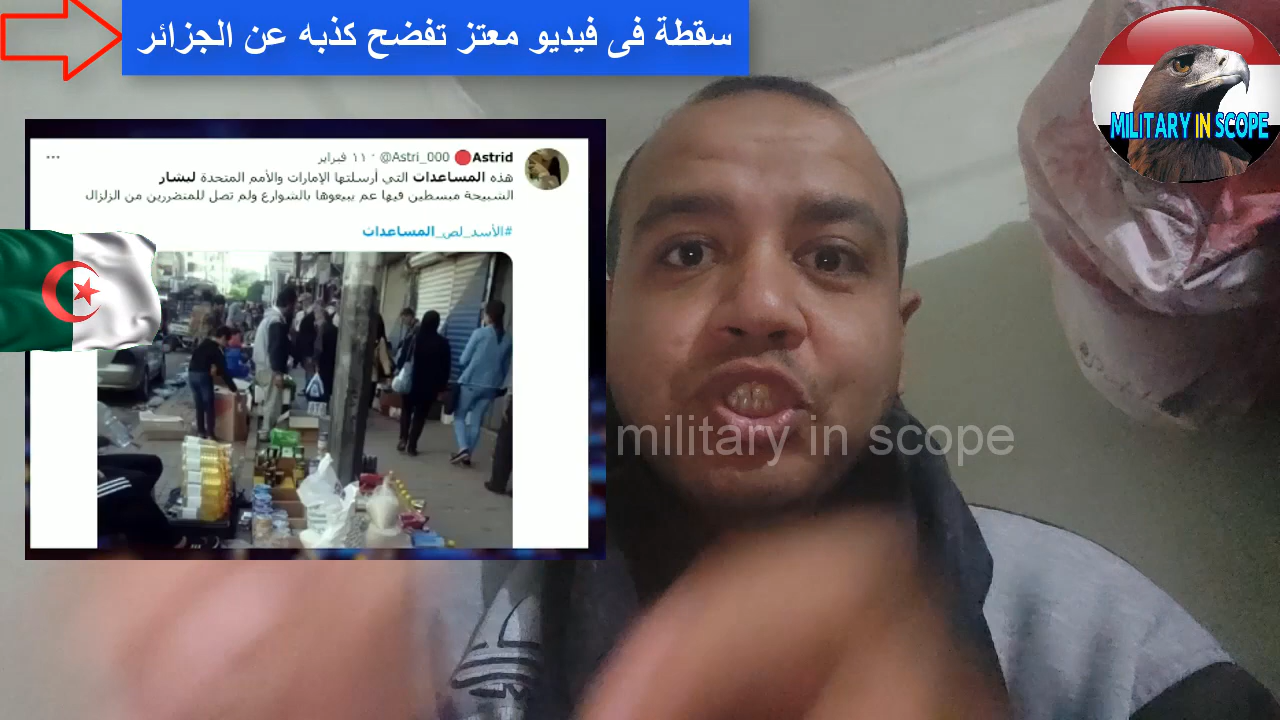 سقطة فى فيديو معتز تفضح كذبه عن الجزائر
MILITARY IN SCOPE
Astrid🔴 @Astri_000 · ١١ فبراير
هذه المساعدات التي أرسلتها الإمارات والأمم المتحدة لبشار
الشبيحة مبسطين فيها عم يبيعوها بالشوارع ولم تصل للمتضررين من الزلزال
#الأسد_لص_المساعدات
military in scope